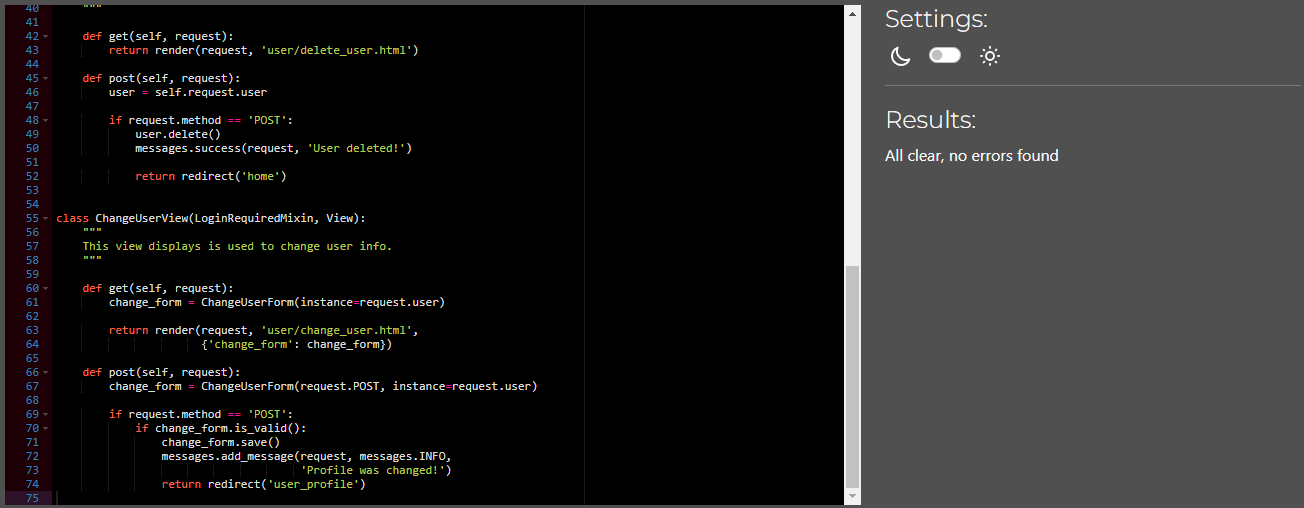 40 """
41
42 def get(self, request):
43 return render(request, 'user/delete_user.html')
44
45 def post(self, request):
46 user = self.request.user
47
48 if request.method == 'POST':
49 user.delete()
50 messages.success(request, 'User deleted!')
51
52 return redirect('home')
53
54
55 class ChangeUserView(LoginRequiredMixin, View):
56 """
57 This view displays is used to change user info.
58 """
59
60 def get(self, request):
61 change_form = ChangeUserForm(instance=request.user)
62
63 return render(request, 'user/change_user.html',
64 {'change_form': change_form})
65
66 def post(self, request):
67 change_form = ChangeUserForm(request.POST, instance=request.user)
68
69 if request.method == 'POST':
70 if change_form.is_valid():
71 change_form.save()
72 messages.add_message(request, messages.INFO,
73 'Profile was changed!')
74 return redirect('user_profile')
75
Settings:
Results:
All clear, no errors found